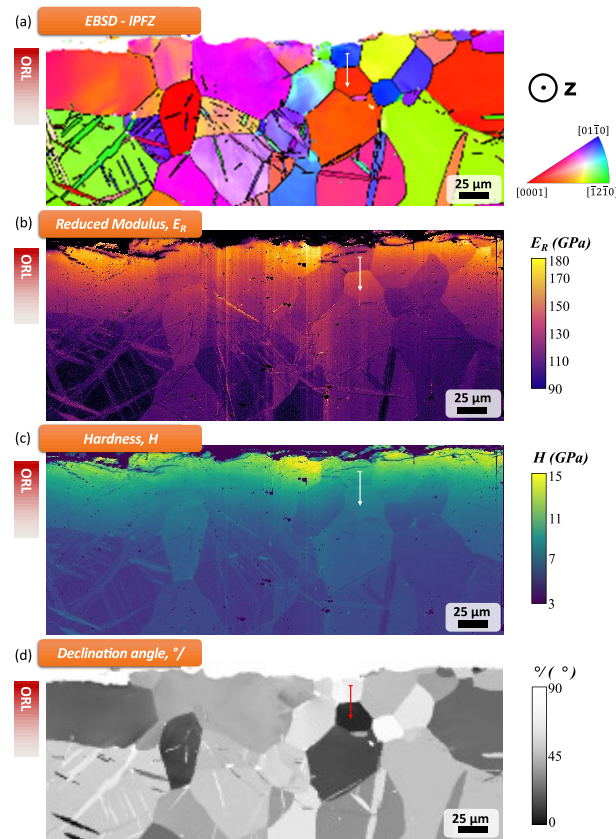 (a)
EBSD - IPFZ
ORL
z
[011̅0]
[0001]
[1̅21̅0]
25 µm
(b)
Reduced Modulus, E_R
ORL
E_R (GPa)
180
170
150
130
110
90
25 µm
(c)
Hardness, H
ORL
H (GPa)
15
11
7
3
25 µm
(d)
Declination angle, °/
ORL
°/ ( °)
90
45
0
25 µm